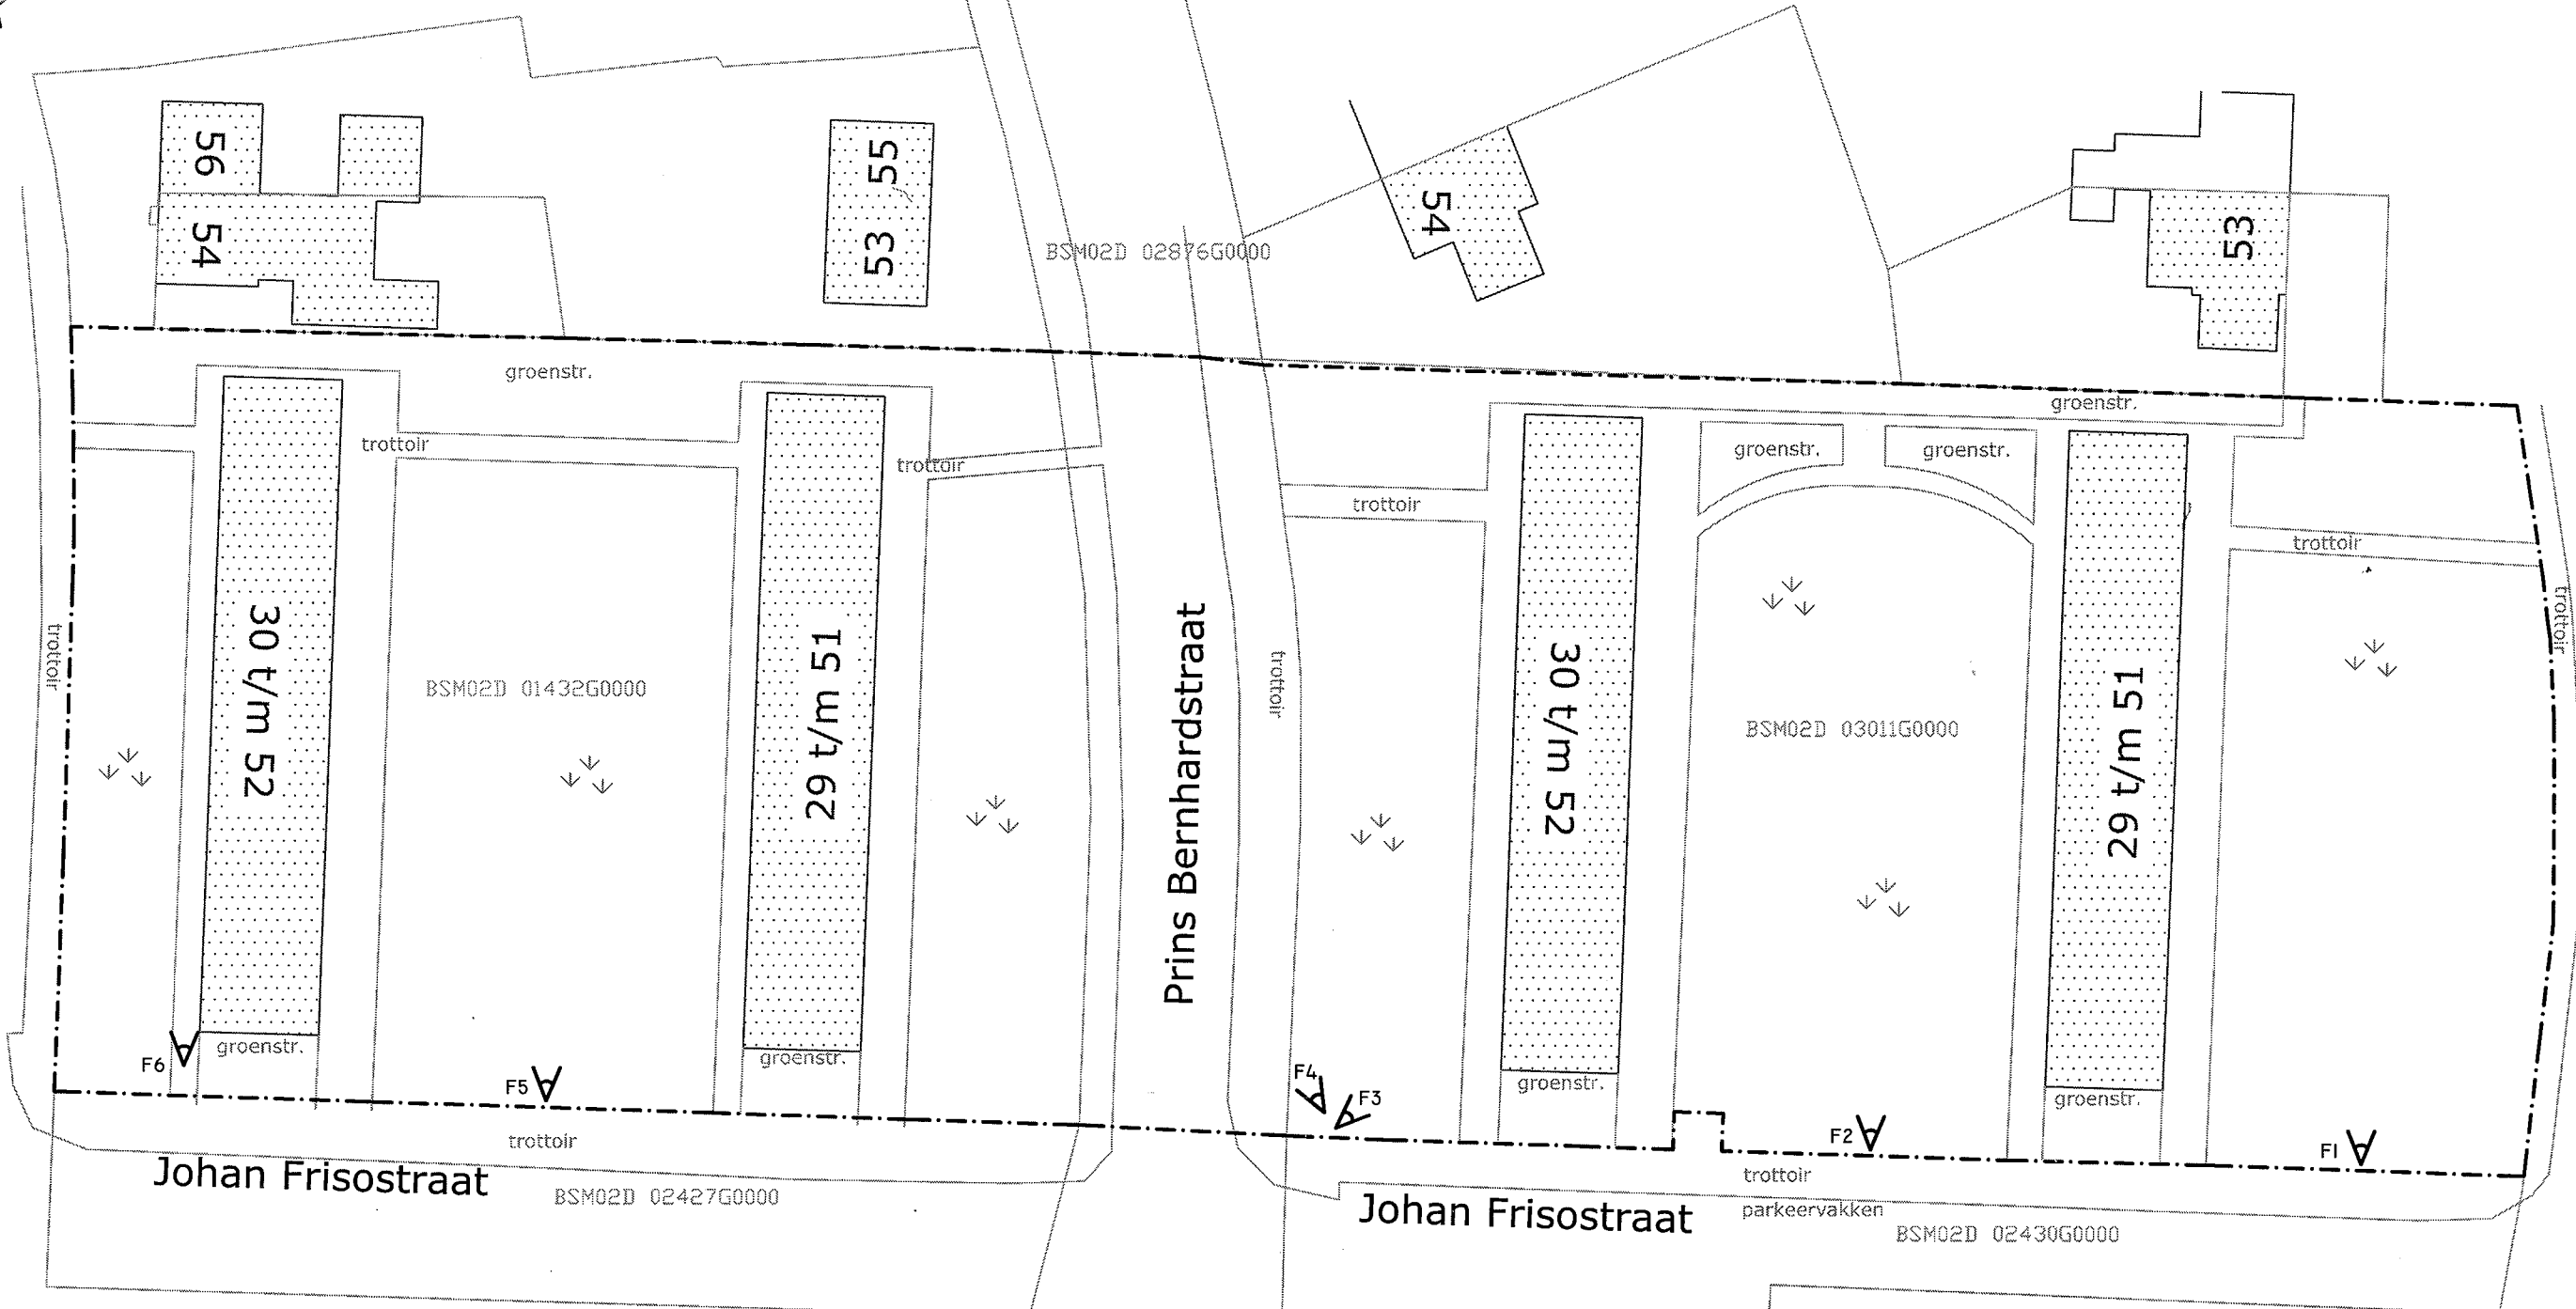 56
54
55
53
BSM02D 02876G0000
54
53
groenstr.
groenstr.
trottoir
trottoir
groenstr.
groenstr.
trottoir
trottoir
trottoir
30 t/m 52
BSM02D 01432G0000
29 t/m 51
Prins Bernhardstraat
trottoir
30 t/m 52
BSM02D 03011G0000
29 t/m 51
trottoir
F6
groenstr.
F5
groenstr.
F4
F3
groenstr.
F2
groenstr.
F1
trottoir
Johan Frisostraat
BSM02D 02427G0000
trottoir
Johan Frisostraat
parkeervakken
BSM02D 02430G0000